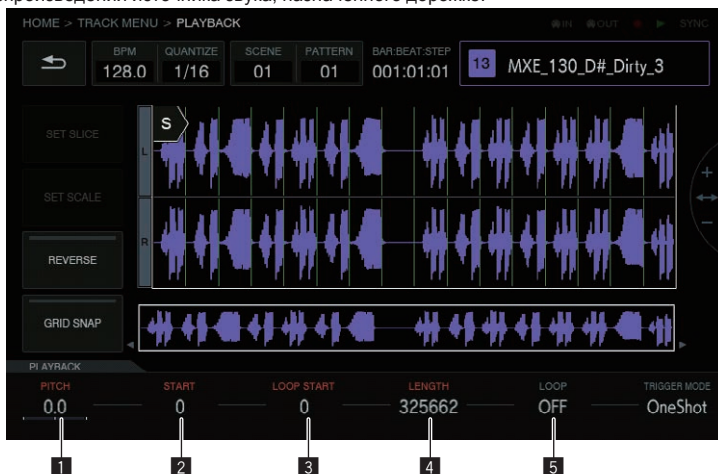 HOME > TRACK MENU > PLAYBACK
IN OUT SYNC
BPM QUANTIZE SCENE PATTERN BAR:BEAT:STEP
128.0 1/16 01 01 001:01:01 13 MXE_130_D#_Dirty_3
SET SLICE
S
L
SET SCALE
+
−
REVERSE
R
GRID SNAP
PLAYBACK
PITCH START LOOP START LENGTH LOOP TRIGGER MODE
0.0 0 0 325662 OFF OneShot
1 2 3 4 5